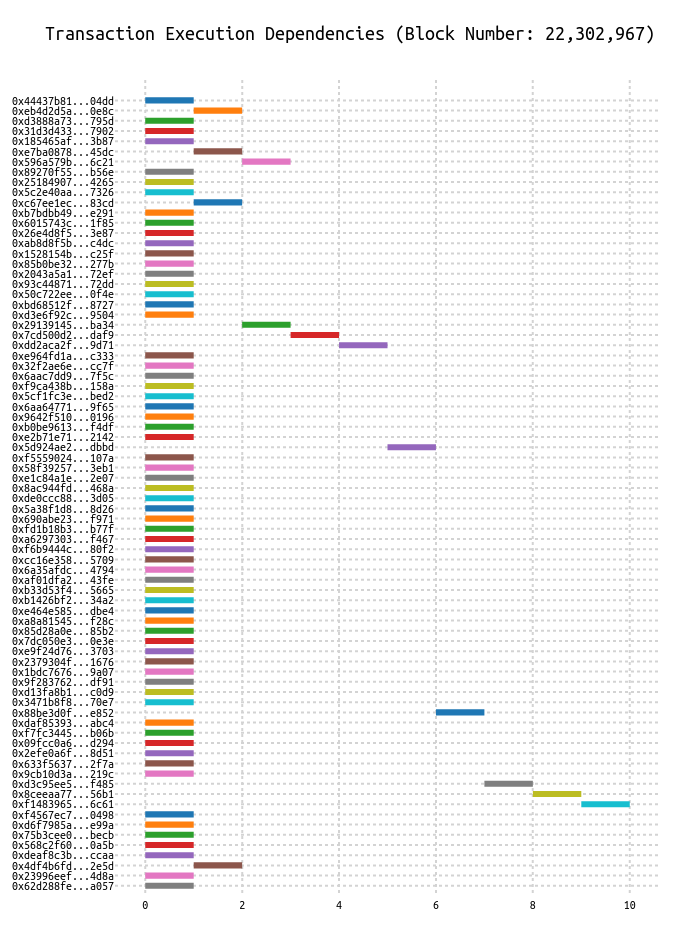 Transaction Execution Dependencies (Block Number: 22,302,967)
0x44437b81...04dd
0xeb4d2d5a...0e8c
0xd3888a73...795d
0x31d3d433...7902
0x185465af...3b87
0xe7ba0878...45dc
0x596a579b...6c21
0x89270f55...b56e
0x25184907...4265
0x5c2e40aa...7326
0xc67ee1ec...83cd
0xb7bdbb49...e291
0x6015743c...1f85
0x26e4d8f5...3e87
0xab8d8f5b...c4dc
0x1528154b...c25f
0x85b0be32...277b
0x2043a5a1...72ef
0x93c44871...72dd
0x50c722ee...0f4e
0xbd68512f...8727
0xd3e6f92c...9504
0x29139145...ba34
0x7cd500d2...daf9
0xdd2aca2f...9d71
0xe964fd1a...c333
0x32f2ae6e...cc7f
0x6aac7dd9...7f5c
0xf9ca438b...158a
0x5cf1fc3e...bed2
0x6aa64771...9f65
0x9642f510...0196
0xb0be9613...f4df
0xe2b71e71...2142
0x5d924ae2...dbbd
0xf5559024...107a
0x58f39257...3eb1
0xe1c84a1e...2e07
0x8ac944fd...468a
0xde0ccc88...3d05
0x5a38f1d8...8d26
0x690abe23...f971
0xfd1b18b3...b77f
0xa6297303...f467
0xf6b9444c...80f2
0xcc16e358...5709
0x6a35afdc...4794
0xaf01dfa2...43fe
0xb33d53f4...5665
0xb1426bf2...34a2
0xe464e585...dbe4
0xa8a81545...f28c
0x85d28a0e...85b2
0x7dc050e3...0e3e
0xe9f24d76...3703
0x2379304f...1676
0x1bdc7676...9a07
0x9f283762...df91
0xd13fa8b1...c0d9
0x3471b8f8...70e7
0x88be3d0f...e852
0xdaf85393...abc4
0xf7fc3445...b06b
0x09fcc0a6...d294
0x2efe0a6f...8d51
0x633f5637...2f7a
0x9cb10d3a...219c
0xd3c95ee5...f485
0x8ceeaa77...56b1
0xf1483965...6c61
0xf4567ec7...0498
0xd6f7985a...e99a
0x75b3cee0...becb
0x568c2f60...0a5b
0xdeaf8c3b...ccaa
0x4df4b6fd...2e5d
0x23996eef...4d8a
0x62d288fe...a057
0 2 4 6 8 10